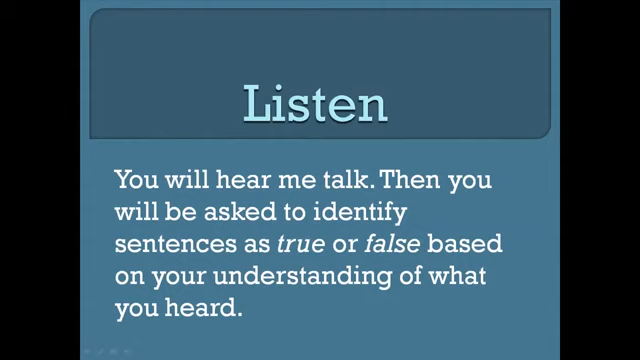 Listen
You will hear me talk. Then you
will be asked to identify
sentences as true or false based
on your understanding of what
you heard.